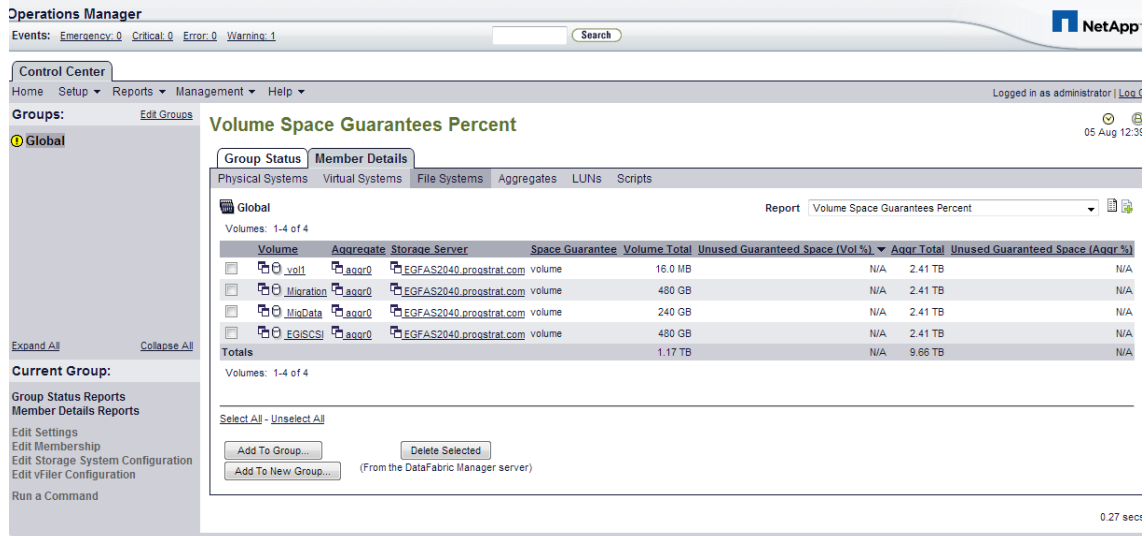 Operations Manager
Events: Emergency: 0 Critical: 0 Error: 0 Warning: 1
Search
NetApp
Control Center
Home Setup Reports Management Help
Logged in as administrator | Log
Groups: Edit Groups
Global
Volume Space Guarantees Percent
05 Aug 12:39
Group Status Member Details
Physical Systems Virtual Systems File Systems Aggregates LUNs Scripts
Global
Report Volume Space Guarantees Percent
Volumes: 1-4 of 4
Volume Aggregate Storage Server Space Guarantee Volume Total Unused Guaranteed Space (Vol %) Aggr Total Unused Guaranteed Space (Aggr %)
vol1 aggr0 EGFAS2040.progstrat.com volume 16.0 MB N/A 2.41 TB N/A
Migration aggr0 EGFAS2040.progstrat.com volume 480 GB N/A 2.41 TB N/A
MigData aggr0 EGFAS2040.progstrat.com volume 240 GB N/A 2.41 TB N/A
EGiSCSI aggr0 EGFAS2040.progstrat.com volume 480 GB N/A 2.41 TB N/A
Totals 1.17 TB N/A 9.66 TB N/A
Volumes: 1-4 of 4
Expand All Collapse All
Current Group:
Group Status Reports
Member Details Reports
Edit Settings
Edit Membership
Edit Storage System Configuration
Edit vFiler Configuration
Run a Command
Select All - Unselect All
Add To Group... Delete Selected
Add To New Group... (From the DataFabric Manager server)
0.27 secs